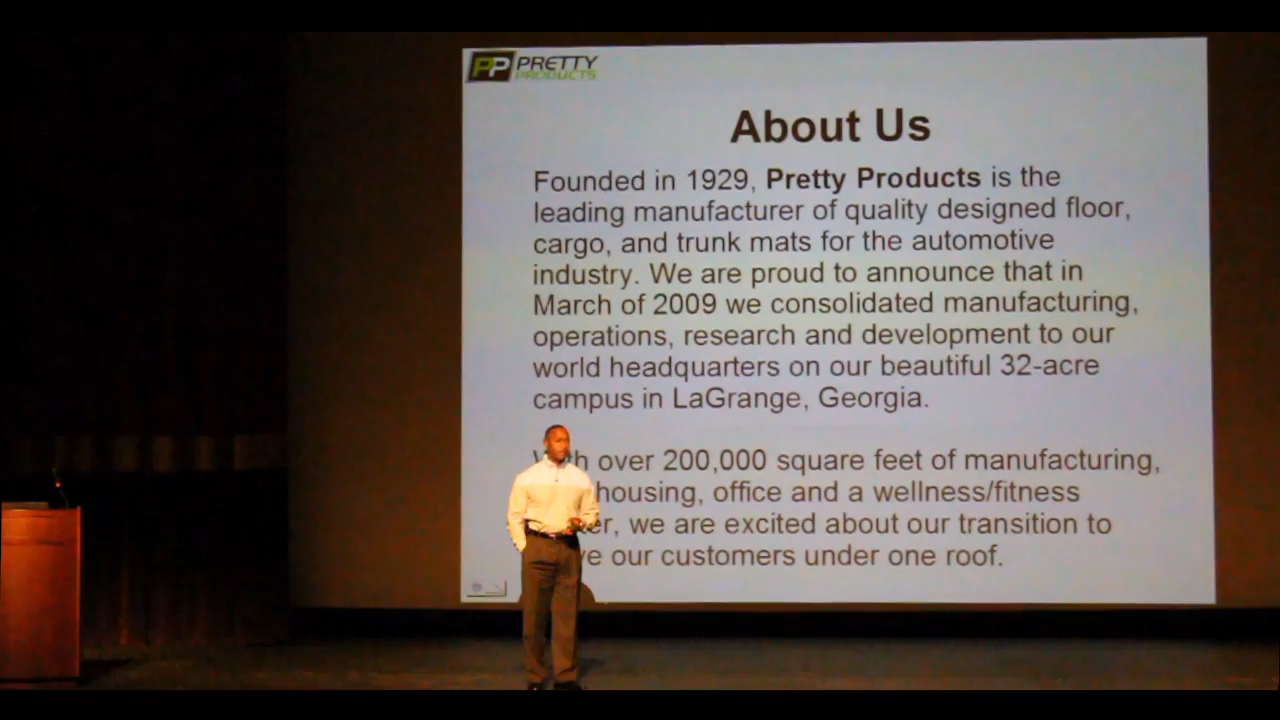 PP PRETTY
PRODUCTS
About Us
Founded in 1929, Pretty Products is the
leading manufacturer of quality designed floor,
cargo, and trunk mats for the automotive
industry. We are proud to announce that in
March of 2009 we consolidated manufacturing,
operations, research and development to our
world headquarters on our beautiful 32-acre
campus in LaGrange, Georgia.
over 200,000 square feet of manufacturing,
housing, office and a wellness/fitness
er, we are excited about our transition to
ve our customers under one roof.